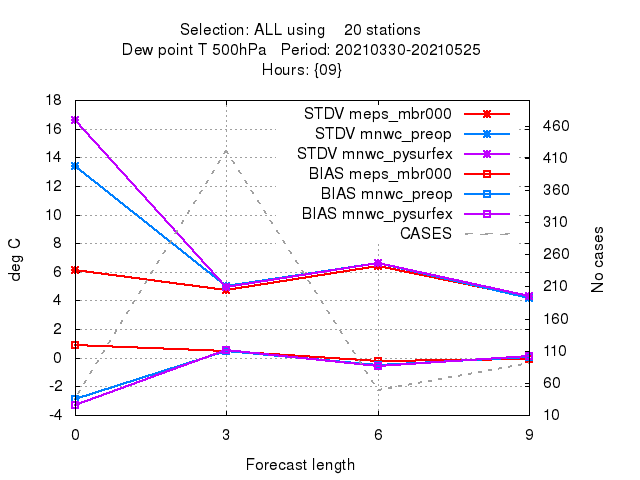 Selection: ALL using    20 stations
Dew point T 500hPa   Period: 20210330-20210525
Hours: {09}
STDV meps_mbr000
STDV mnwc_preop
STDV mnwc_pysurfex
BIAS meps_mbr000
BIAS mnwc_preop
BIAS mnwc_pysurfex
CASES
deg C
18
16
14
12
10
8
6
4
2
0
-2
-4
460
410
360
310
260
210
160
110
60
10
No cases
0 3 6 9
Forecast length